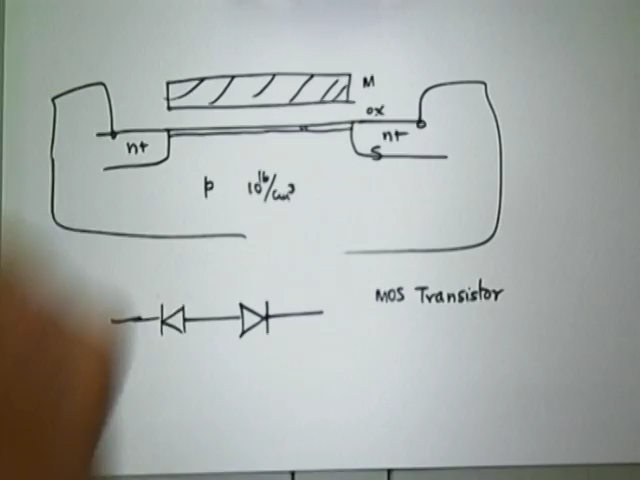 M
ox
n+
n+
S
p 10^16/cm^3
MOS Transistor